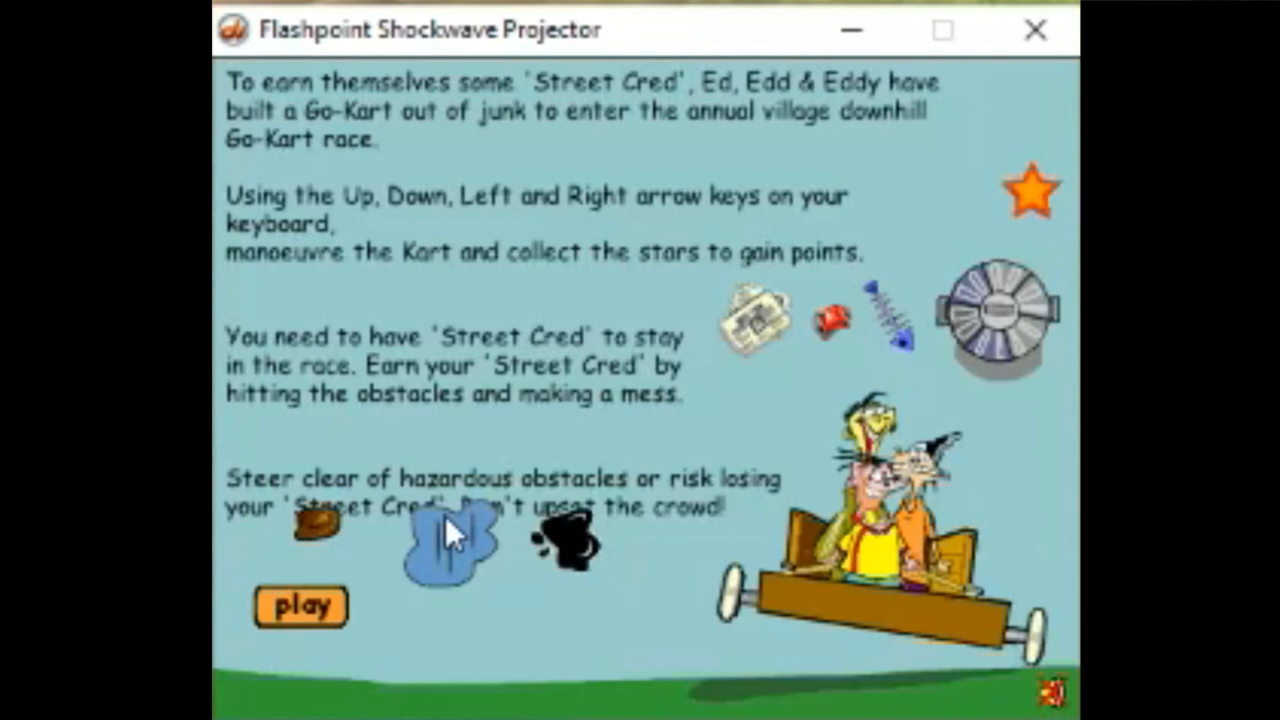 Flashpoint Shockwave Projector
To earn themselves some 'Street Cred', Ed, Edd & Eddy have
built a Go-Kart out of junk to enter the annual village downhill
Go-Kart race.
Using the Up, Down, Left and Right arrow keys on your
keyboard,
manoeuvre the Kart and collect the stars to gain points.
You need to have 'Street Cred' to stay
in the race. Earn your 'Street Cred' by
hitting the obstacles and making a mess.
Steer clear of hazardous obstacles or risk losing
your 'Street Cred'. Don't upset the crowd!
play